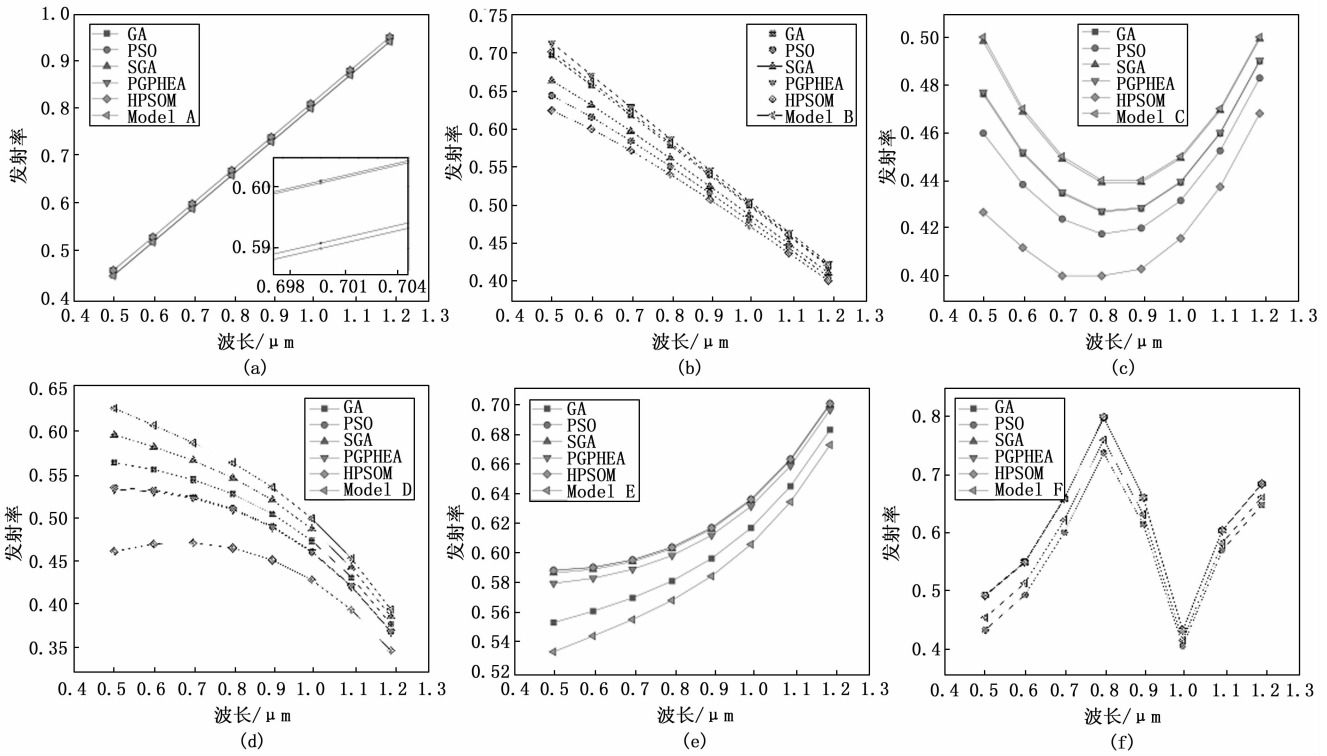 1.0
0.9
0.8
0.7
0.6
0.5
0.4
发射率
GA
PSO
SGA
PGPHEA
HPSOM
Model A
0.60
0.59
0.698 0.701 0.704
0.4 0.5 0.6 0.7 0.8 0.9 1.0 1.1 1.2 1.3
波长/μm
(a)
0.75
0.70
0.65
0.60
0.55
0.50
0.45
0.40
发射率
GA
PSO
SGA
PGPHEA
HPSOM
Model B
0.4 0.5 0.6 0.7 0.8 0.9 1.0 1.1 1.2 1.3
波长/μm
(b)
0.50
0.48
0.46
0.44
0.42
0.40
发射率
GA
PSO
SGA
PGPHEA
HPSOM
Model C
0.4 0.5 0.6 0.7 0.8 0.9 1.0 1.1 1.2 1.3
波长/μm
(c)
0.65
0.60
0.55
0.50
0.45
0.40
0.35
发射率
GA
PSO
SGA
PGPHEA
HPSOM
Model D
0.4 0.5 0.6 0.7 0.8 0.9 1.0 1.1 1.2 1.3
波长/μm
(d)
0.70
0.68
0.66
0.64
0.62
0.60
0.58
0.56
0.54
0.52
发射率
GA
PSO
SGA
PGPHEA
HPSOM
Model E
0.4 0.5 0.6 0.7 0.8 0.9 1.0 1.1 1.2 1.3
波长/μm
(e)
0.8
0.7
0.6
0.5
0.4
发射率
GA
PSO
SGA
PGPHEA
HPSOM
Model F
0.4 0.5 0.6 0.7 0.8 0.9 1.0 1.1 1.2 1.3
波长/μm
(f)